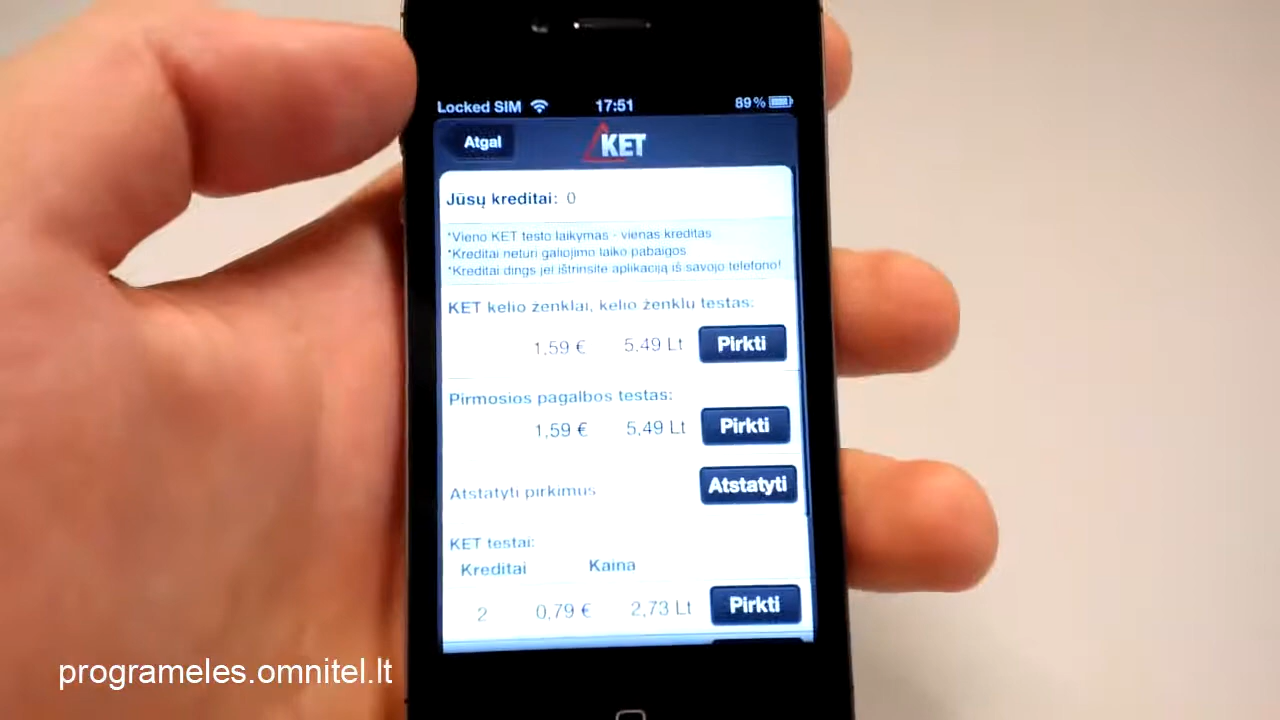 Locked SIM 17:51 89 %
Atgal KET
Jūsų kreditai: 0
*Vieno KET testo laikymas - vienas kreditas
*Kreditai neturi galiojimo laiko pabaigos
*Kreditai dings jei ištrinsite aplikaciją iš savojo telefono!
KET kelio ženklai, kelio ženklu testas:
1,59 € 5,49 Lt Pirkti
Pirmosios pagalbos testas:
1,59 € 5,49 Lt Pirkti
Atstatyti pirkimus Atstatyti
KET testai:
Kreditai Kaina
2 0,79 € 2,73 Lt Pirkti
programeles.omnitel.lt